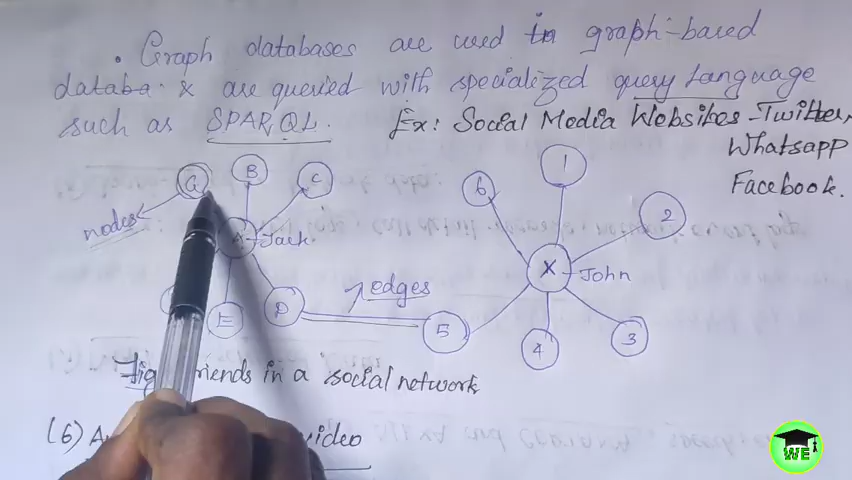 . Graph databases are used in graph-based
databa. x are queried with specialized query Language
such as SPARQL. Ex: Social Media Websites - Twitter,
Whatsapp
Facebook.
G B C 6 1 2
nodes A - Jack X - John
edges
E D 5 4 3
Fig: Friends in a social network
(6) A video
WE